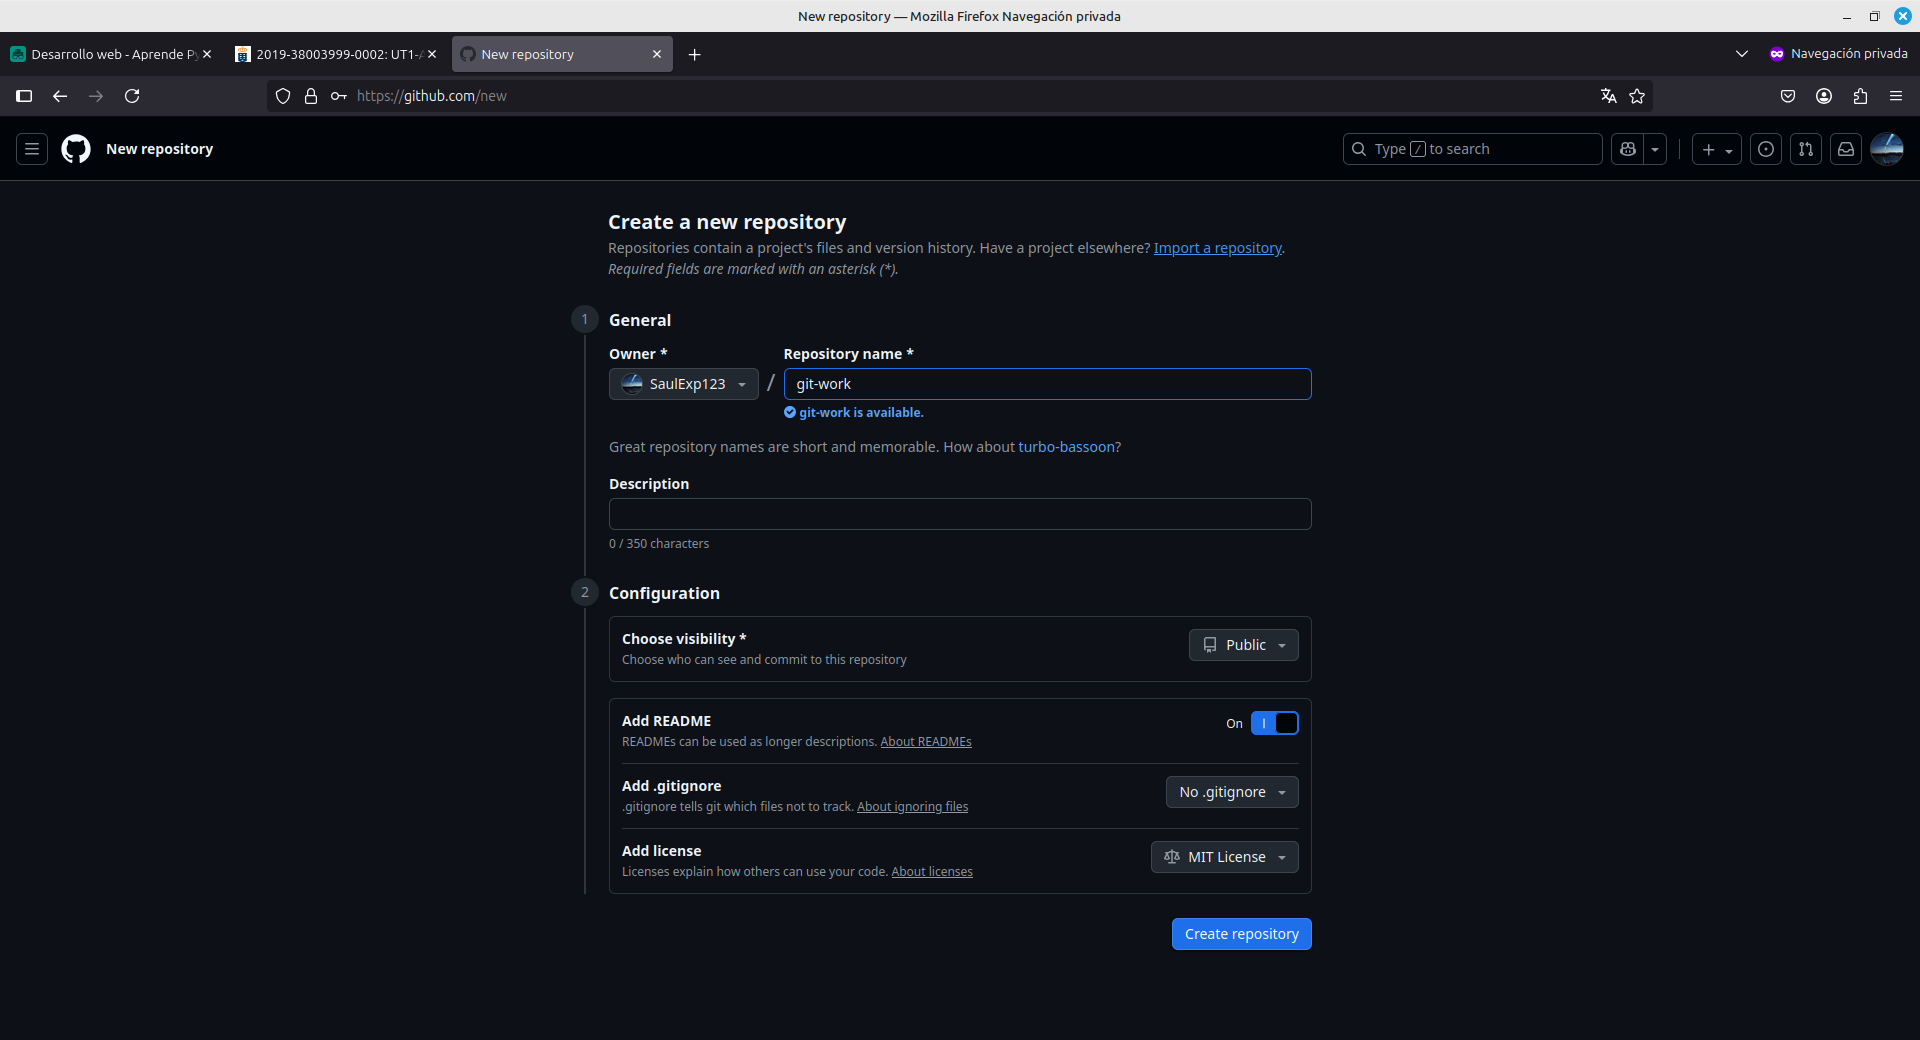 New repository — Mozilla Firefox Navegación privada
Desarrollo web - Aprende Py
2019-38003999-0002: UT1-A
New repository
Navegación privada
https://github.com/new
New repository
Type / to search
Create a new repository
Repositories contain a project's files and version history. Have a project elsewhere? Import a repository.
Required fields are marked with an asterisk (*).
1
General
Owner *
Repository name *
SaulExp123
/
git-work
git-work is available.
Great repository names are short and memorable. How about turbo-bassoon?
Description
0 / 350 characters
2
Configuration
Choose visibility *
Choose who can see and commit to this repository
Public
Add README
READMEs can be used as longer descriptions. About READMEs
On
Add .gitignore
.gitignore tells git which files not to track. About ignoring files
No .gitignore
Add license
Licenses explain how others can use your code. About licenses
MIT License
Create repository